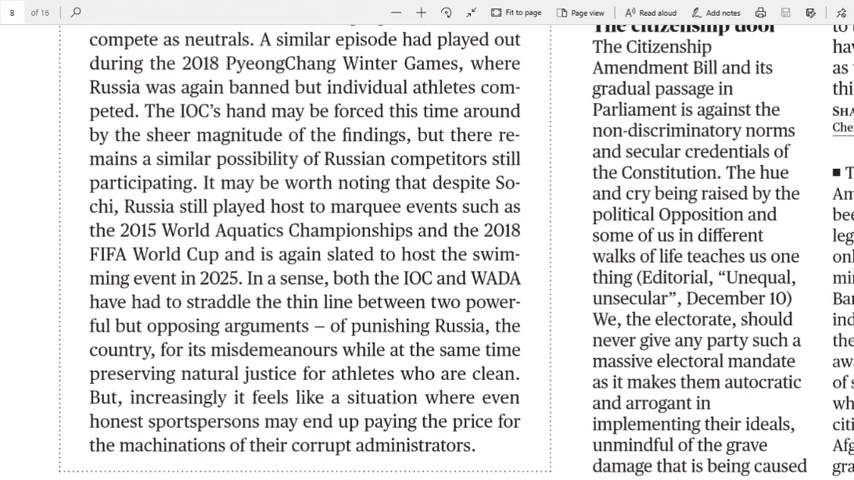 8 of 16
Fit to page
Page view
Read aloud
Add notes
compete as neutrals. A similar episode had played out
during the 2018 PyeongChang Winter Games, where
Russia was again banned but individual athletes com-
peted. The IOC's hand may be forced this time around
by the sheer magnitude of the findings, but there re-
mains a similar possibility of Russian competitors still
participating. It may be worth noting that despite So-
chi, Russia still played host to marquee events such as
the 2015 World Aquatics Championships and the 2018
FIFA World Cup and is again slated to host the swim-
ming event in 2025. In a sense, both the IOC and WADA
have had to straddle the thin line between two power-
ful but opposing arguments – of punishing Russia, the
country, for its misdemeanours while at the same time
preserving natural justice for athletes who are clean.
But, increasingly it feels like a situation where even
honest sportspersons may end up paying the price for
the machinations of their corrupt administrators.
The citizenship door
The Citizenship
Amendment Bill and its
gradual passage in
Parliament is against the
non-discriminatory norms
and secular credentials of
the Constitution. The hue
and cry being raised by the
political Opposition and
some of us in different
walks of life teaches us one
thing (Editorial, “Unequal,
unsecular”, December 10)
We, the electorate, should
never give any party such a
massive electoral mandate
as it makes them autocratic
and arrogant in
implementing their ideals,
unmindful of the grave
damage that is being caused